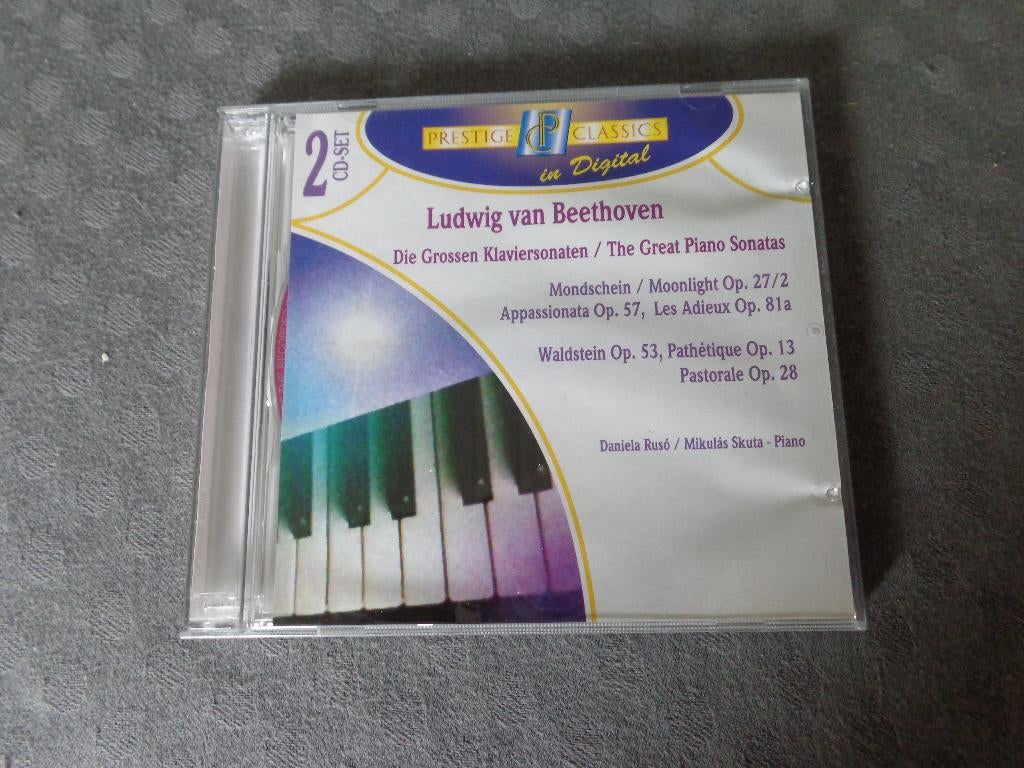 2
CD-SET
PRESTIGE CP CLASSICS
in Digital
Ludwig van Beethoven
Die Grossen Klaviersonaten / The Great Piano Sonatas
Mondschein / Moonlight Op. 27/2
Appassionata Op. 57, Les Adieux Op. 81a
Waldstein Op. 53, Pathétique Op. 13
Pastorale Op. 28
Daniela Rusó / Mikulás Skuta - Piano